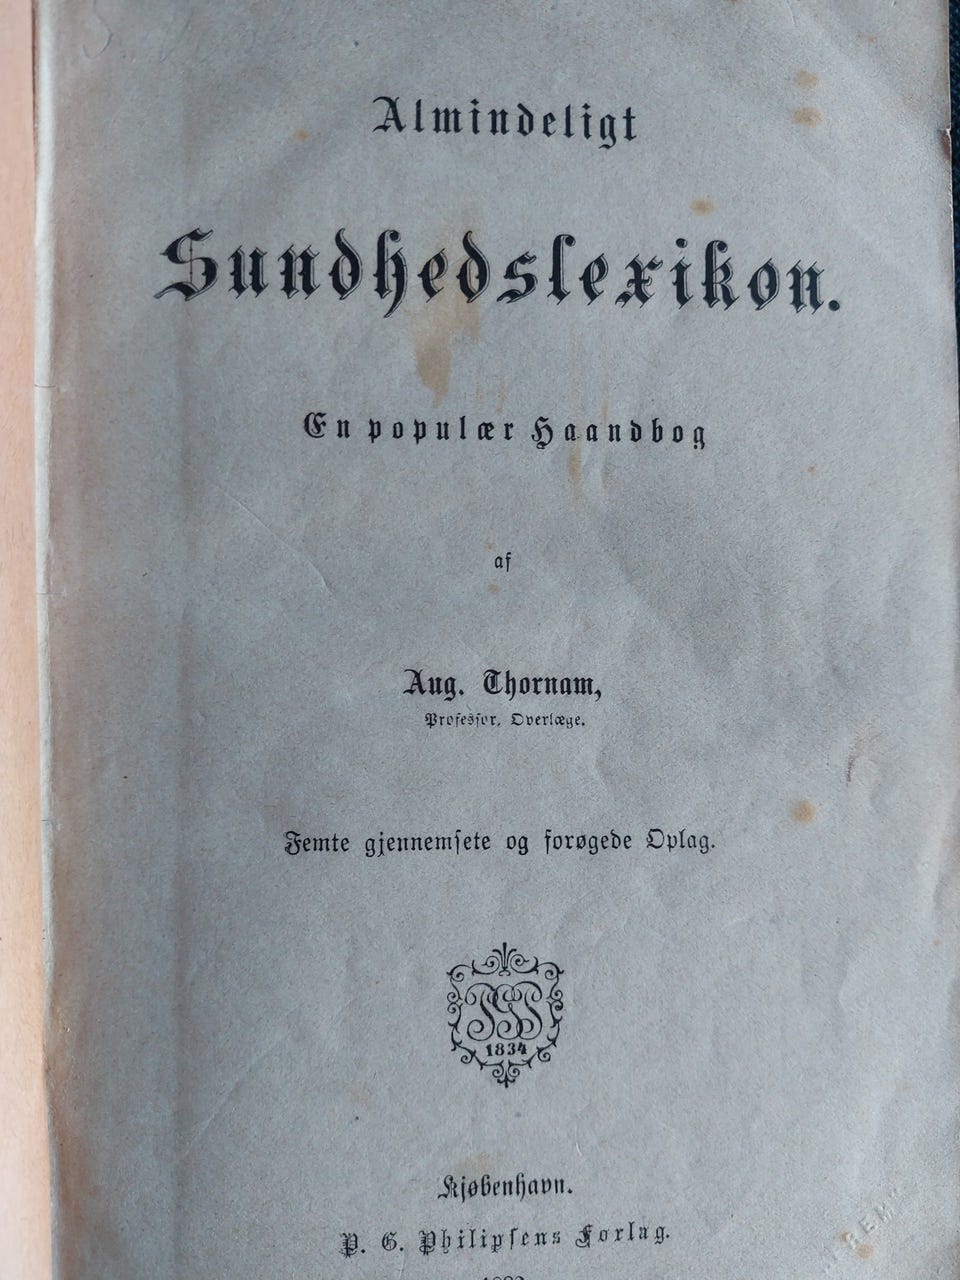 Almindeligt
Sundhedslexikon.
En populær Haandbog
af
Aug. Thornam,
Professor, Overlæge.
Femte gjennemsete og forøgede Oplag.
PGP
1834
Kjøbenhavn.
P. G. Philipsens Forlag.